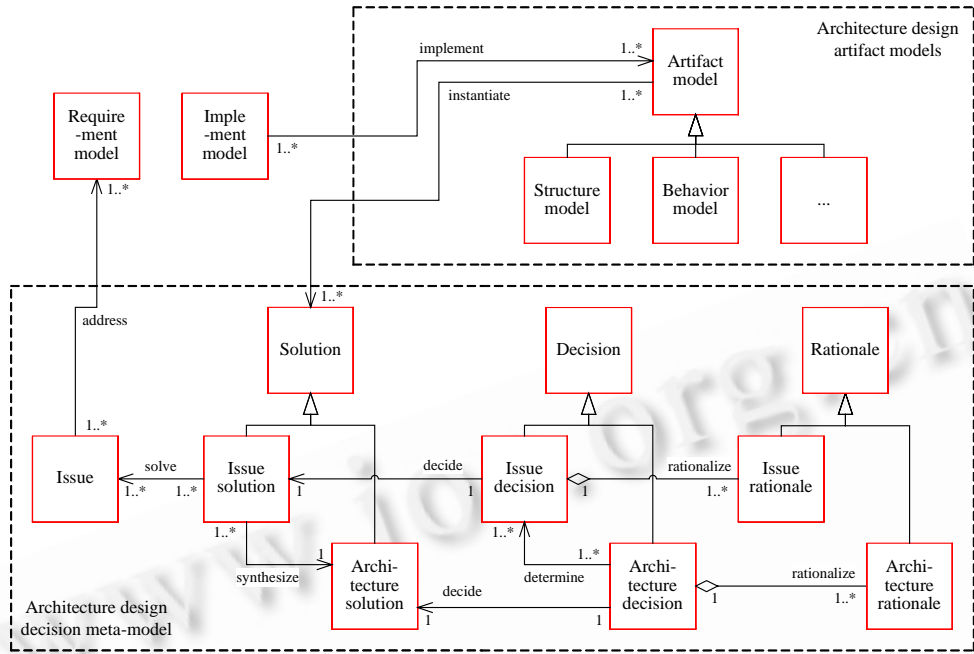 Architecture design
artifact models
implement
1..*
Artifact
model
instantiate
1..*
Require
-ment
model
Imple
-ment
model
1..*
1..*
Structure
model
Behavior
model
...
1..*
address
Solution
Decision
Rationale
1..*
Issue
solve
1..*
1..*
Issue
solution
decide
1
1
Issue
decision
rationalize
1
1..*
Issue
rationale
1..*
synthesize
1
Archi-
tecture
solution
1..*
1..*
determine
decide
1
1
Archi-
tecture
decision
rationalize
1
1..*
Archi-
tecture
rationale
Architecture design
decision meta-model